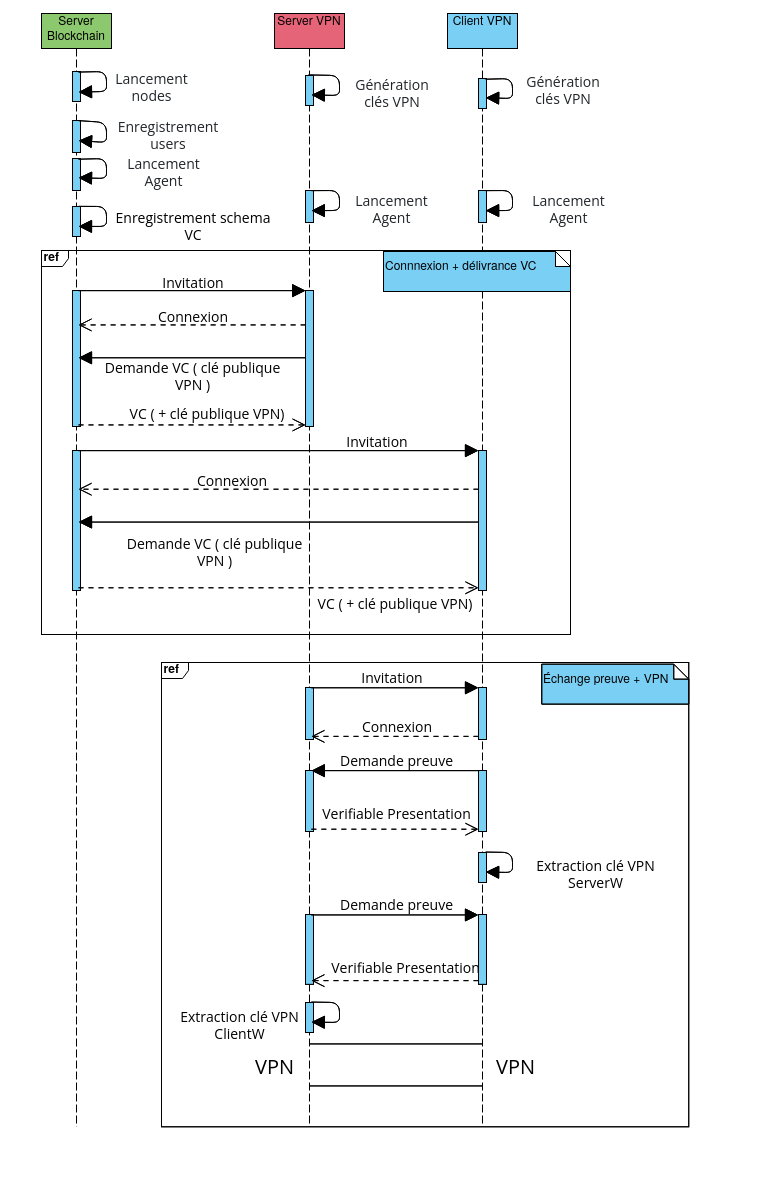 Server
Blockchain
Server VPN
Client VPN
Lancement
nodes
Génération
clés VPN
Génération
clés VPN
Enregistrement
users
Lancement
Agent
Lancement
Agent
Lancement
Agent
Enregistrement schema
VC
ref
Connnexion + délivrance VC
Invitation
Connexion
Demande VC ( clé publique
VPN )
VC ( + clé publique VPN)
Invitation
Connexion
Demande VC ( clé publique
VPN )
VC ( + clé publique VPN)
ref
Échange preuve + VPN
Invitation
Connexion
Demande preuve
Verifiable Presentation
Extraction clé VPN
ServerW
Demande preuve
Verifiable Presentation
Extraction clé VPN
ClientW
VPN
VPN